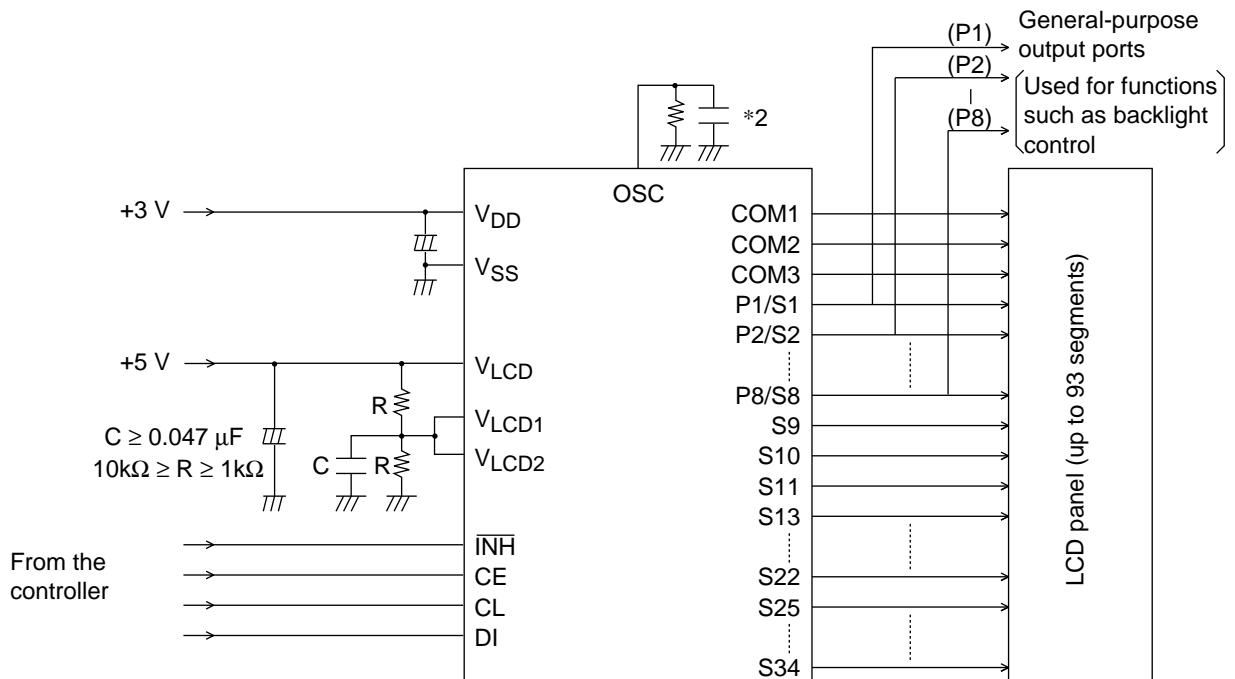 (P1)
General-purpose
output ports
(P2)
(P8)
Used for functions
such as backlight
control
*2
OSC
+3 V
VDD
VSS
+5 V
VLCD
R
VLCD1
C
R
VLCD2
C ≥ 0.047 μF
10kΩ ≥ R ≥ 1kΩ
From the
controller
INH
CE
CL
DI
COM1
COM2
COM3
P1/S1
P2/S2
P8/S8
S9
S10
S11
S13
S22
S25
S34
LCD panel (up to 93 segments)